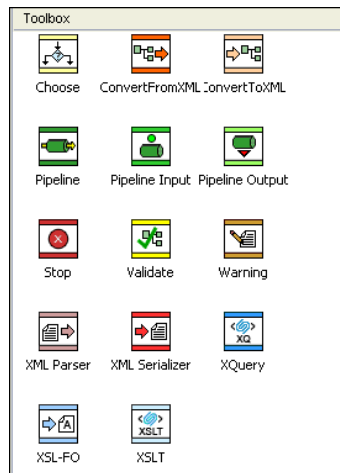 Toolbox
Choose ConvertFromXML ConvertToXML
Pipeline Pipeline Input Pipeline Output
Stop Validate Warning
A
XQ
XML Parser XML Serializer XQuery
XSLT
XSL-FO XSLT